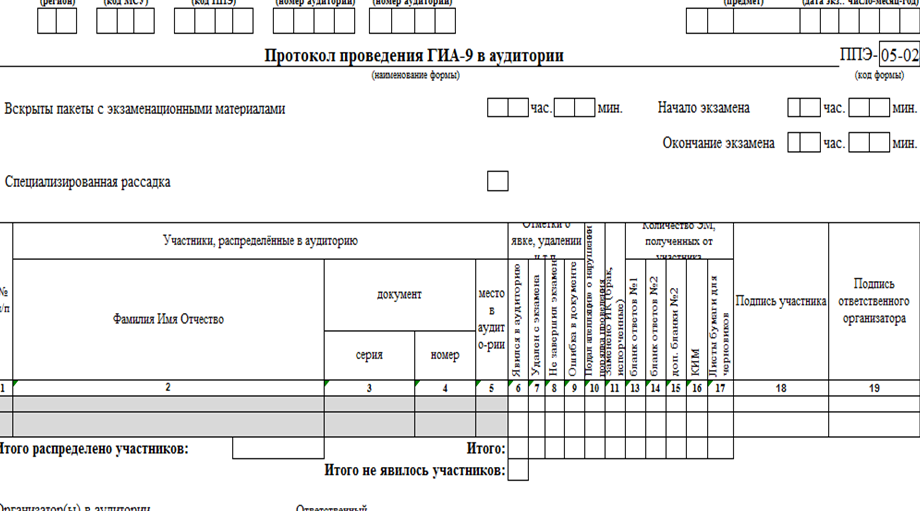 (регион) (код МСУ) (код ППЭ) (номер аудитории) (номер аудитории) (предмет) (дата экз.: число-месяц-год)
Протокол проведения ГИА-9 в аудитории ППЭ- 05-02
(наименование формы) (код формы)
Вскрыты пакеты с экзаменационными материалами час. мин. Начало экзамена час. мин.
Окончание экзамена час. мин.
Специализированная рассадка
№ п/п
Участники, распределённые в аудиторию
Фамилия Имя Отчество
документ
серия
номер
место
в
аудит
о-рии
Отметки о
явке, удалении
и т.п.
Явился в аудиторию
Удален с экзамена
Не завершил экзамен
Ошибка в документе
Подал апелляцию о нарушении
порядка проведения
Заменено ИК (брак,
испорченные)
Количество ЭМ,
полученных от
участника
бланк ответов №1
бланк ответов №2
доп. бланки №2
КИМ
Листы бумаги для
черновиков
Подпись участника
Подпись
ответственного
организатора
1 2 3 4 5 6 7 8 9 10 11 13 14 15 16 17 18 19
Итого распределено участников: Итого:
Итого не явилось участников:
Организатор(ы) в аудитории Ответственный